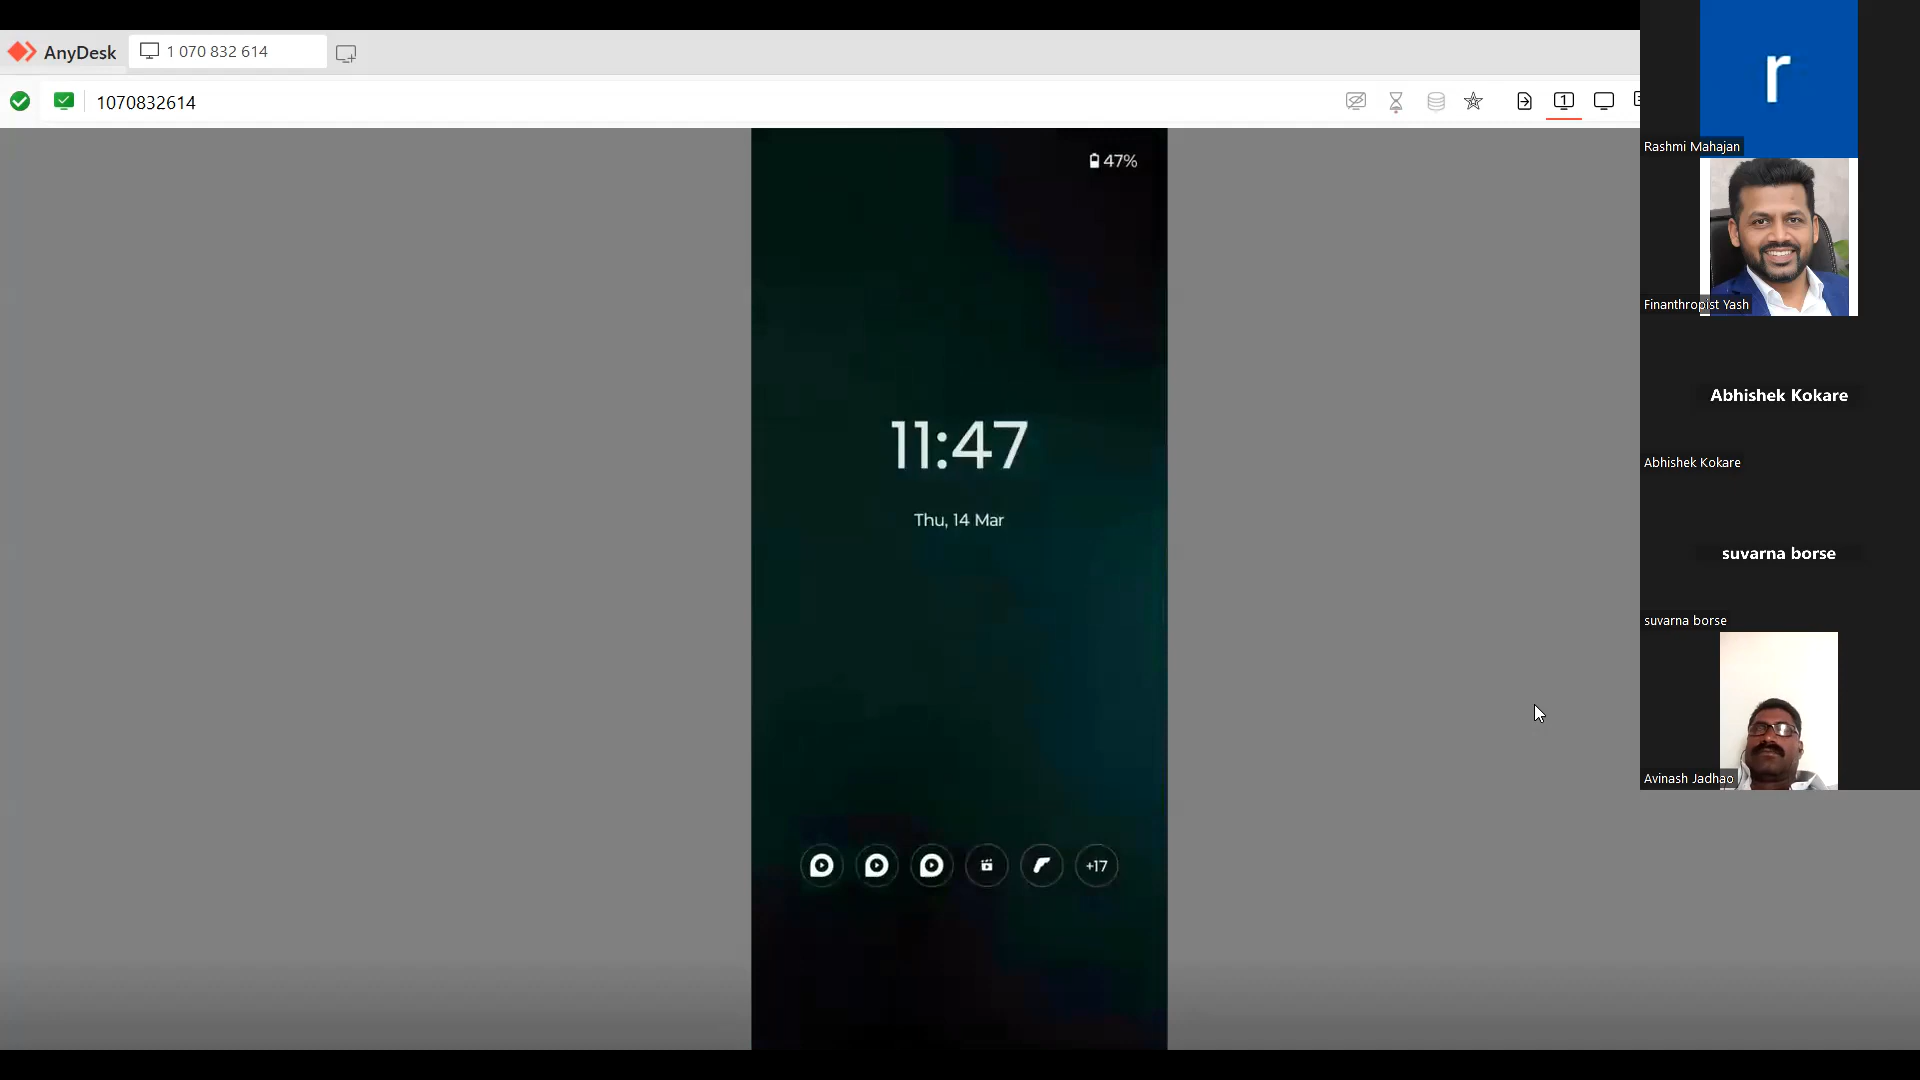 AnyDesk
1 070 832 614
1070832614
1
47%
11:47
Thu, 14 Mar
+17
r
Rashmi Mahajan
Finanthropist Yash
Abhishek Kokare
Abhishek Kokare
suvarna borse
suvarna borse
Avinash Jadhao